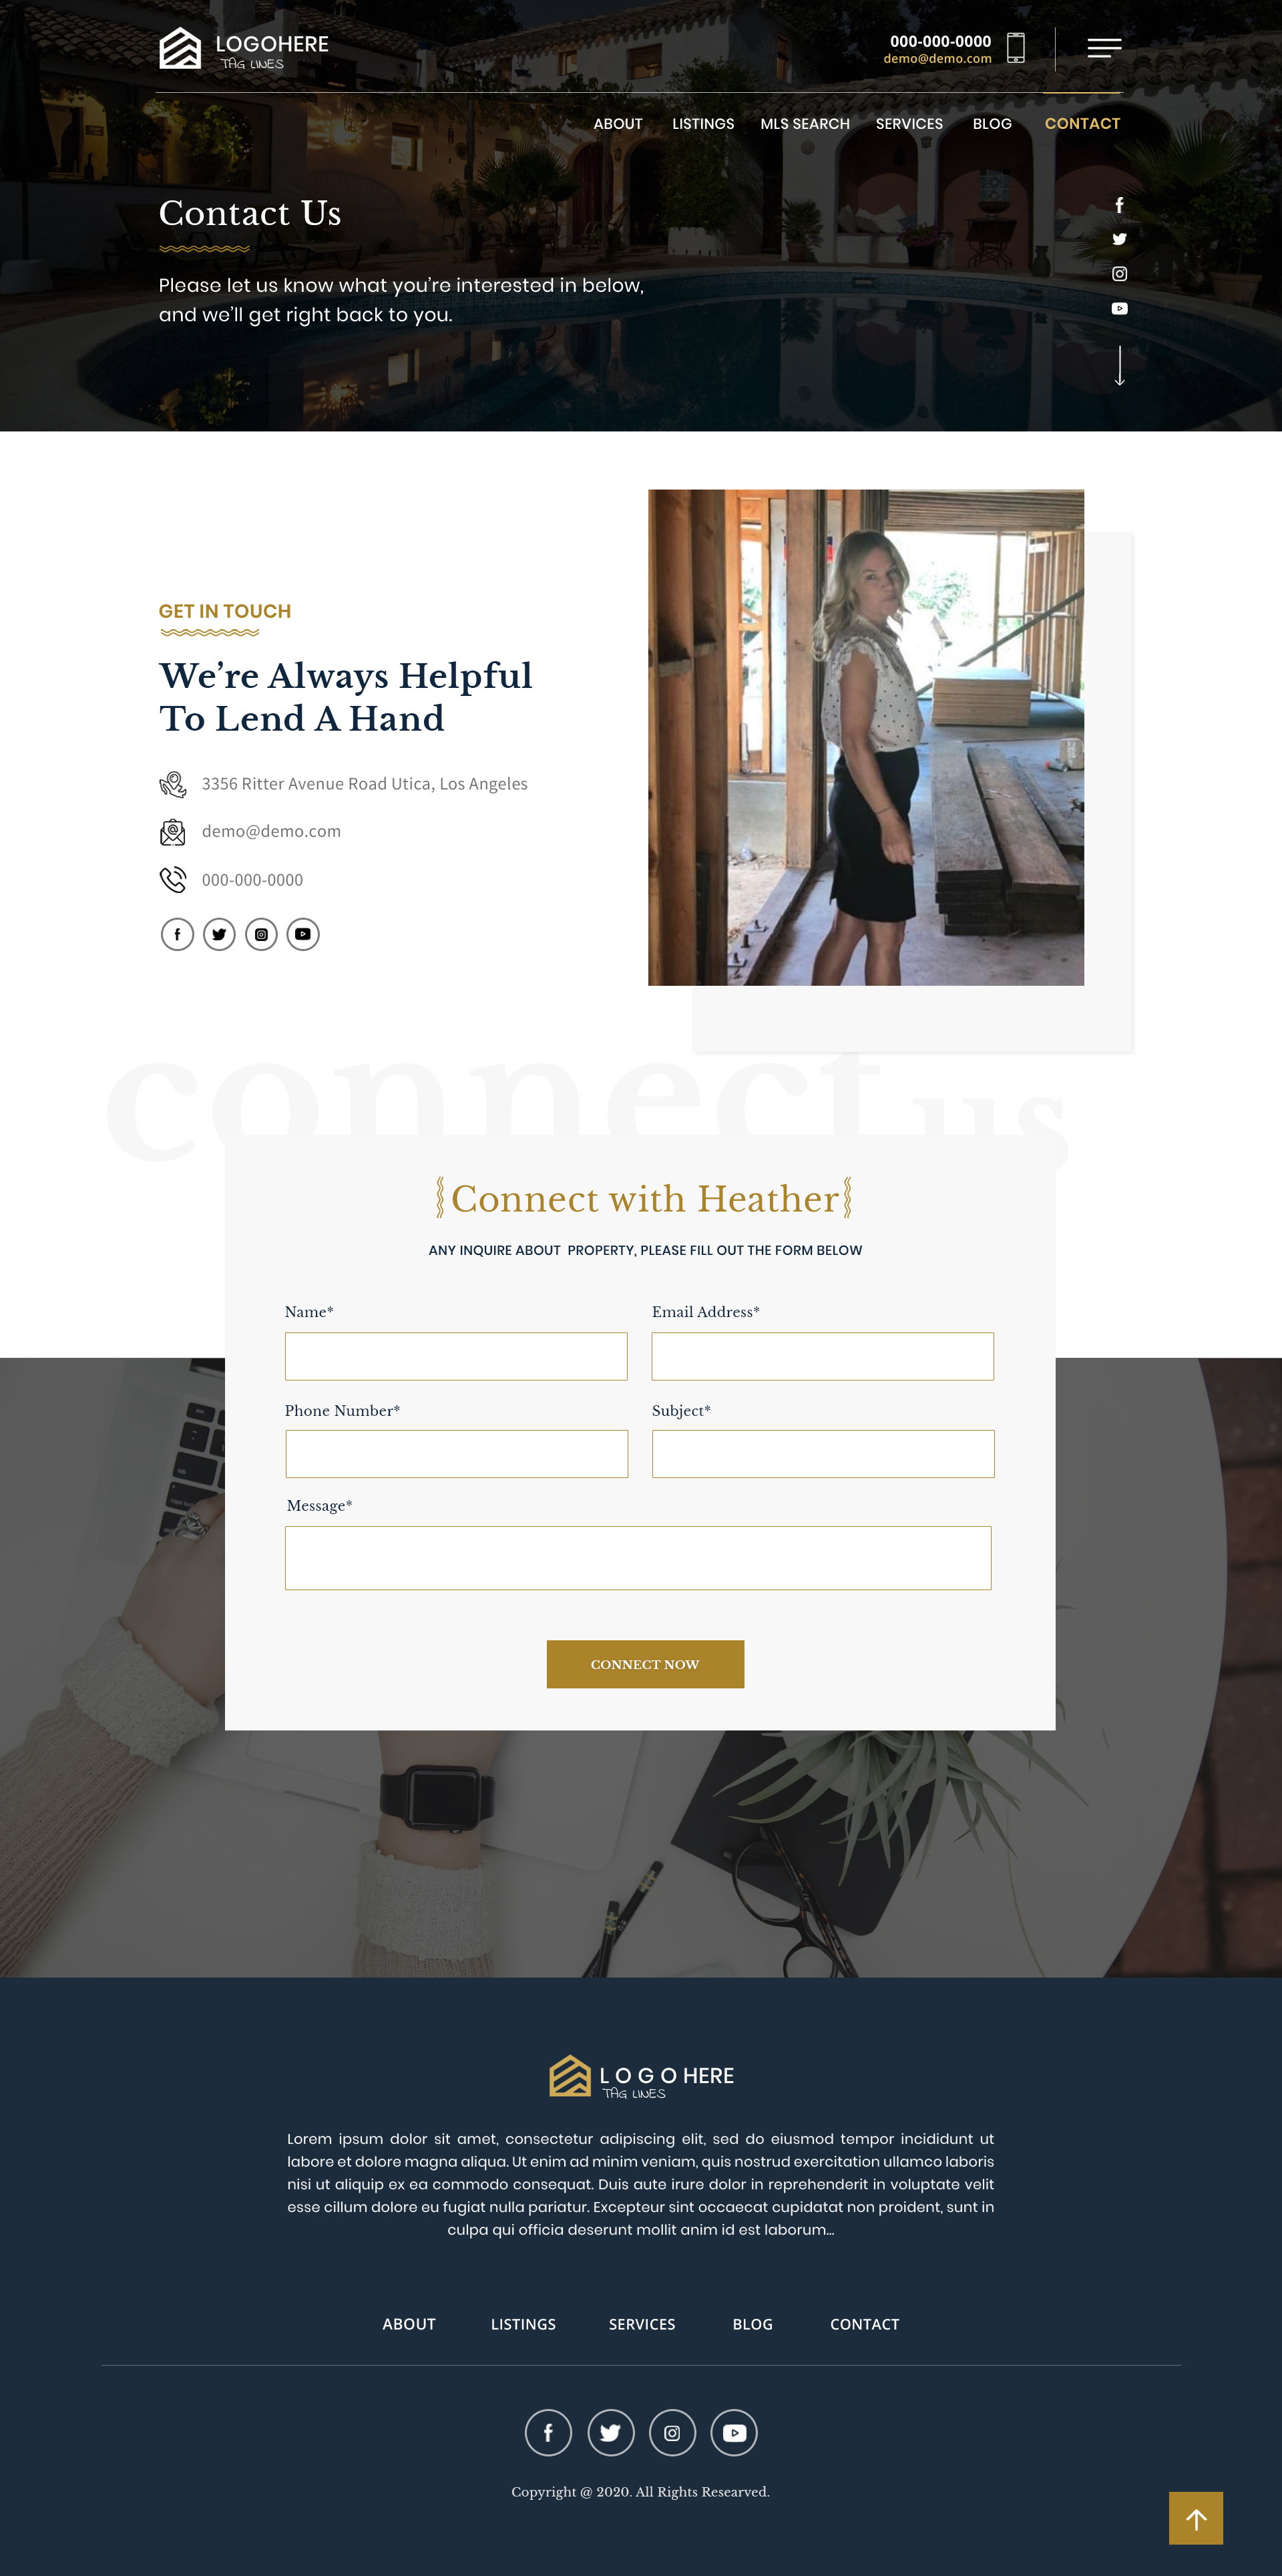 LOGOHERE
TAG LINES
000-000-0000
demo@demo.com
ABOUT LISTINGS MLS SEARCH SERVICES BLOG CONTACT
Contact Us
Please let us know what you’re interested in below,
and we’ll get right back to you.
GET IN TOUCH
We’re Always Helpful
To Lend A Hand
3356 Ritter Avenue Road Utica, Los Angeles
demo@demo.com
000-000-0000
connect us
Connect with Heather
ANY INQUIRE ABOUT  PROPERTY, PLEASE FILL OUT THE FORM BELOW
Name* Email Address*
Phone Number* Subject*
Message*
CONNECT NOW
L O G O HERE
TAG LINES
Lorem ipsum dolor sit amet, consectetur adipiscing elit, sed do eiusmod tempor incididunt ut
labore et dolore magna aliqua. Ut enim ad minim veniam, quis nostrud exercitation ullamco laboris
nisi ut aliquip ex ea commodo consequat. Duis aute irure dolor in reprehenderit in voluptate velit
esse cillum dolore eu fugiat nulla pariatur. Excepteur sint occaecat cupidatat non proident, sunt in
culpa qui officia deserunt mollit anim id est laborum...
ABOUT LISTINGS SERVICES BLOG CONTACT
Copyright @ 2020. All Rights Researved.